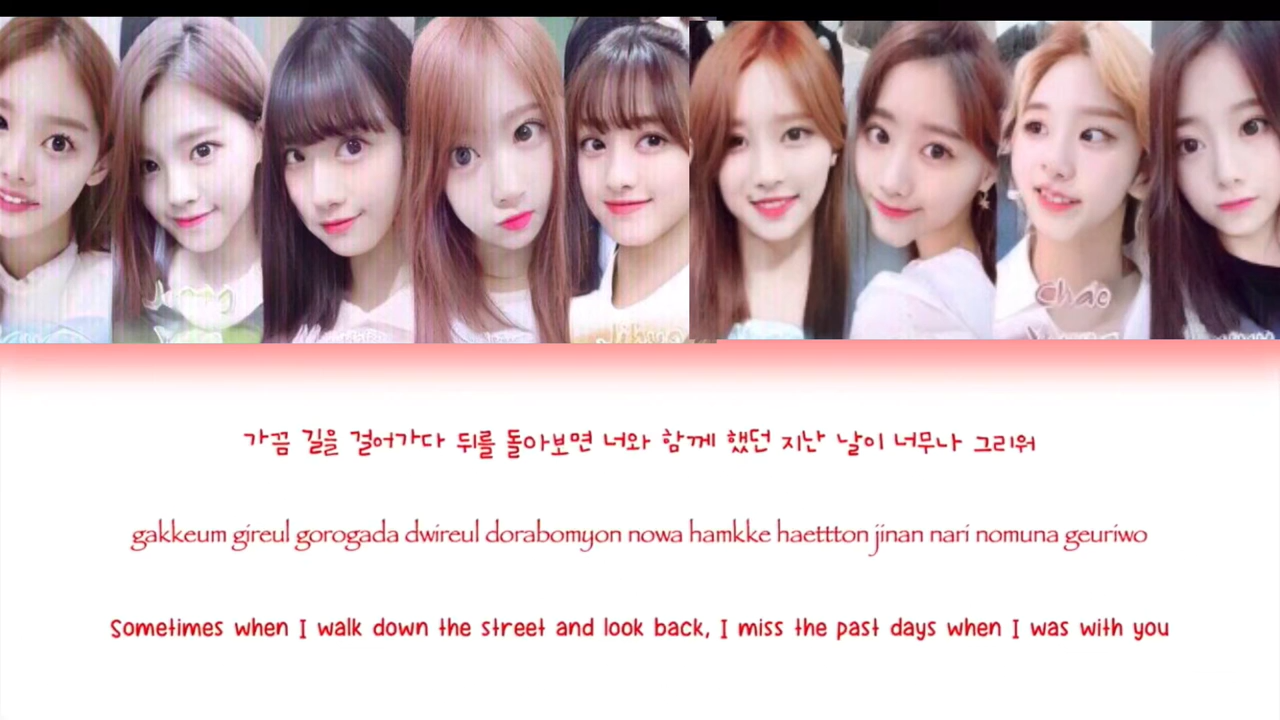 Jeong
Jihyo
Chae
가끔 길을 걸어가다 뒤를 돌아보면 너와 함께 했던 지난 날이 너무나 그리워
gakkeum gireul gorogada dwireul dorabomyon nowa hamkke haettton jinan nari nomuna geuriwo
Sometimes when I walk down the street and look back, I miss the past days when I was with you